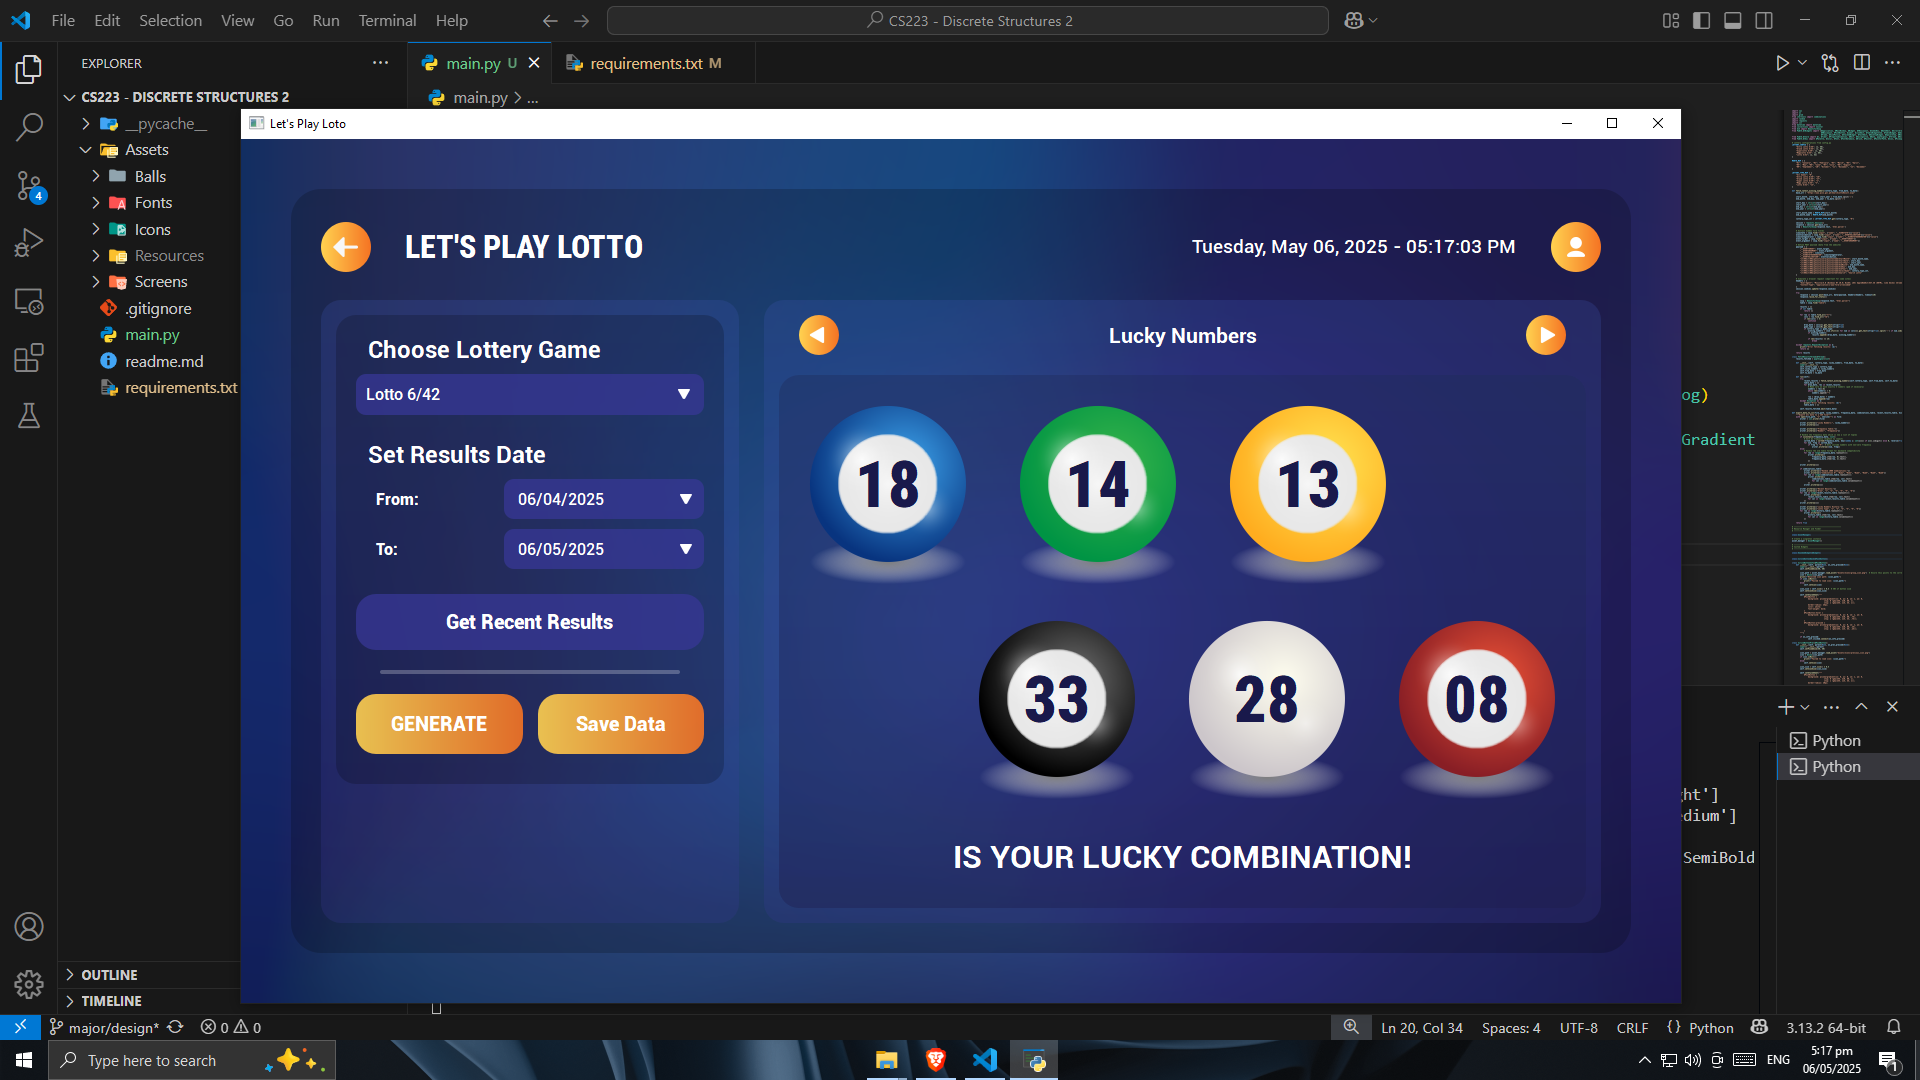 File Edit Selection View Go Run Terminal Help
CS223 - Discrete Structures 2
EXPLORER
main.py U
requirements.txt M
CS223 - DISCRETE STRUCTURES 2
main.py > ...
__pycache__
Assets
Balls
Fonts
Icons
Resources
Screens
.gitignore
main.py
readme.md
requirements.txt
4
Let's Play Loto
LET'S PLAY LOTTO
Tuesday, May 06, 2025 - 05:17:03 PM
Choose Lottery Game
Lotto 6/42
Set Results Date
From:
06/04/2025
To:
06/05/2025
Get Recent Results
GENERATE
Save Data
Lucky Numbers
18
14
13
33
28
08
IS YOUR LUCKY COMBINATION!
og)
Gradient
Python
Python
ght']
edium']
SemiBold
OUTLINE
TIMELINE
major/design*
0
0
Ln 20, Col 34
Spaces: 4
UTF-8
CRLF
{ } Python
3.13.2 64-bit
Type here to search
ENG
5:17 pm
06/05/2025
1